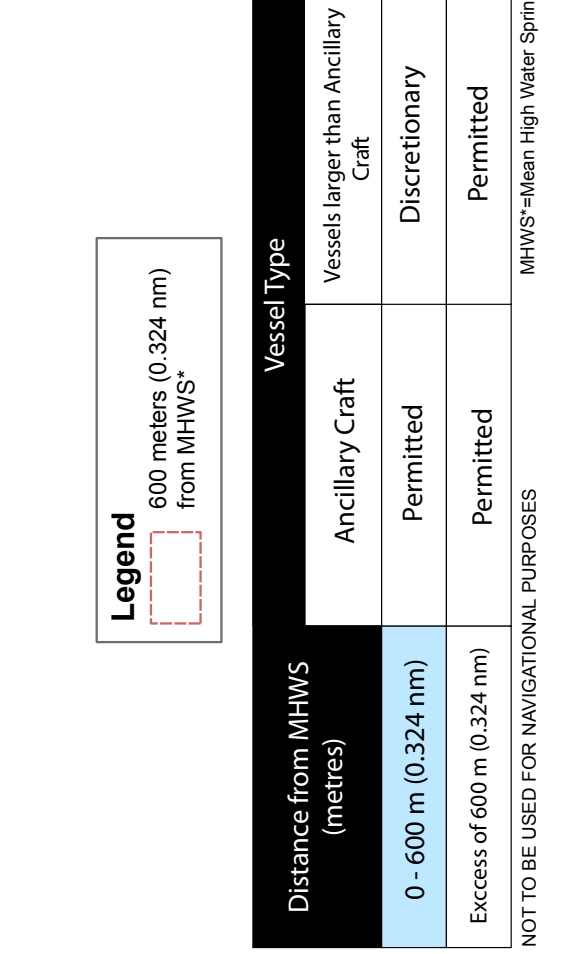 Legend
600 meters (0.324 nm)
from MHWS*
Distance from MHWS
(metres)
Vessel Type
Ancillary Craft
Vessels larger than Ancillary
Craft
0 - 600 m (0.324 nm)
Permitted
Discretionary
Exccess of 600 m (0.324 nm)
Permitted
Permitted
NOT TO BE USED FOR NAVIGATIONAL PURPOSES
MHWS*=Mean High Water Sprin